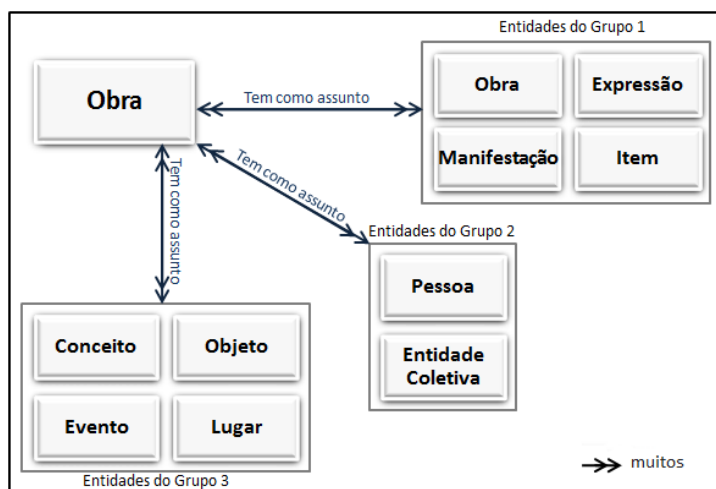 Entidades do Grupo 1
Obra
Tem como assunto
Obra
Expressão
Manifestação
Item
Tem como assunto
Tem como assunto
Entidades do Grupo 2
Pessoa
Entidade
Coletiva
Conceito
Objeto
Evento
Lugar
Entidades do Grupo 3
muitos